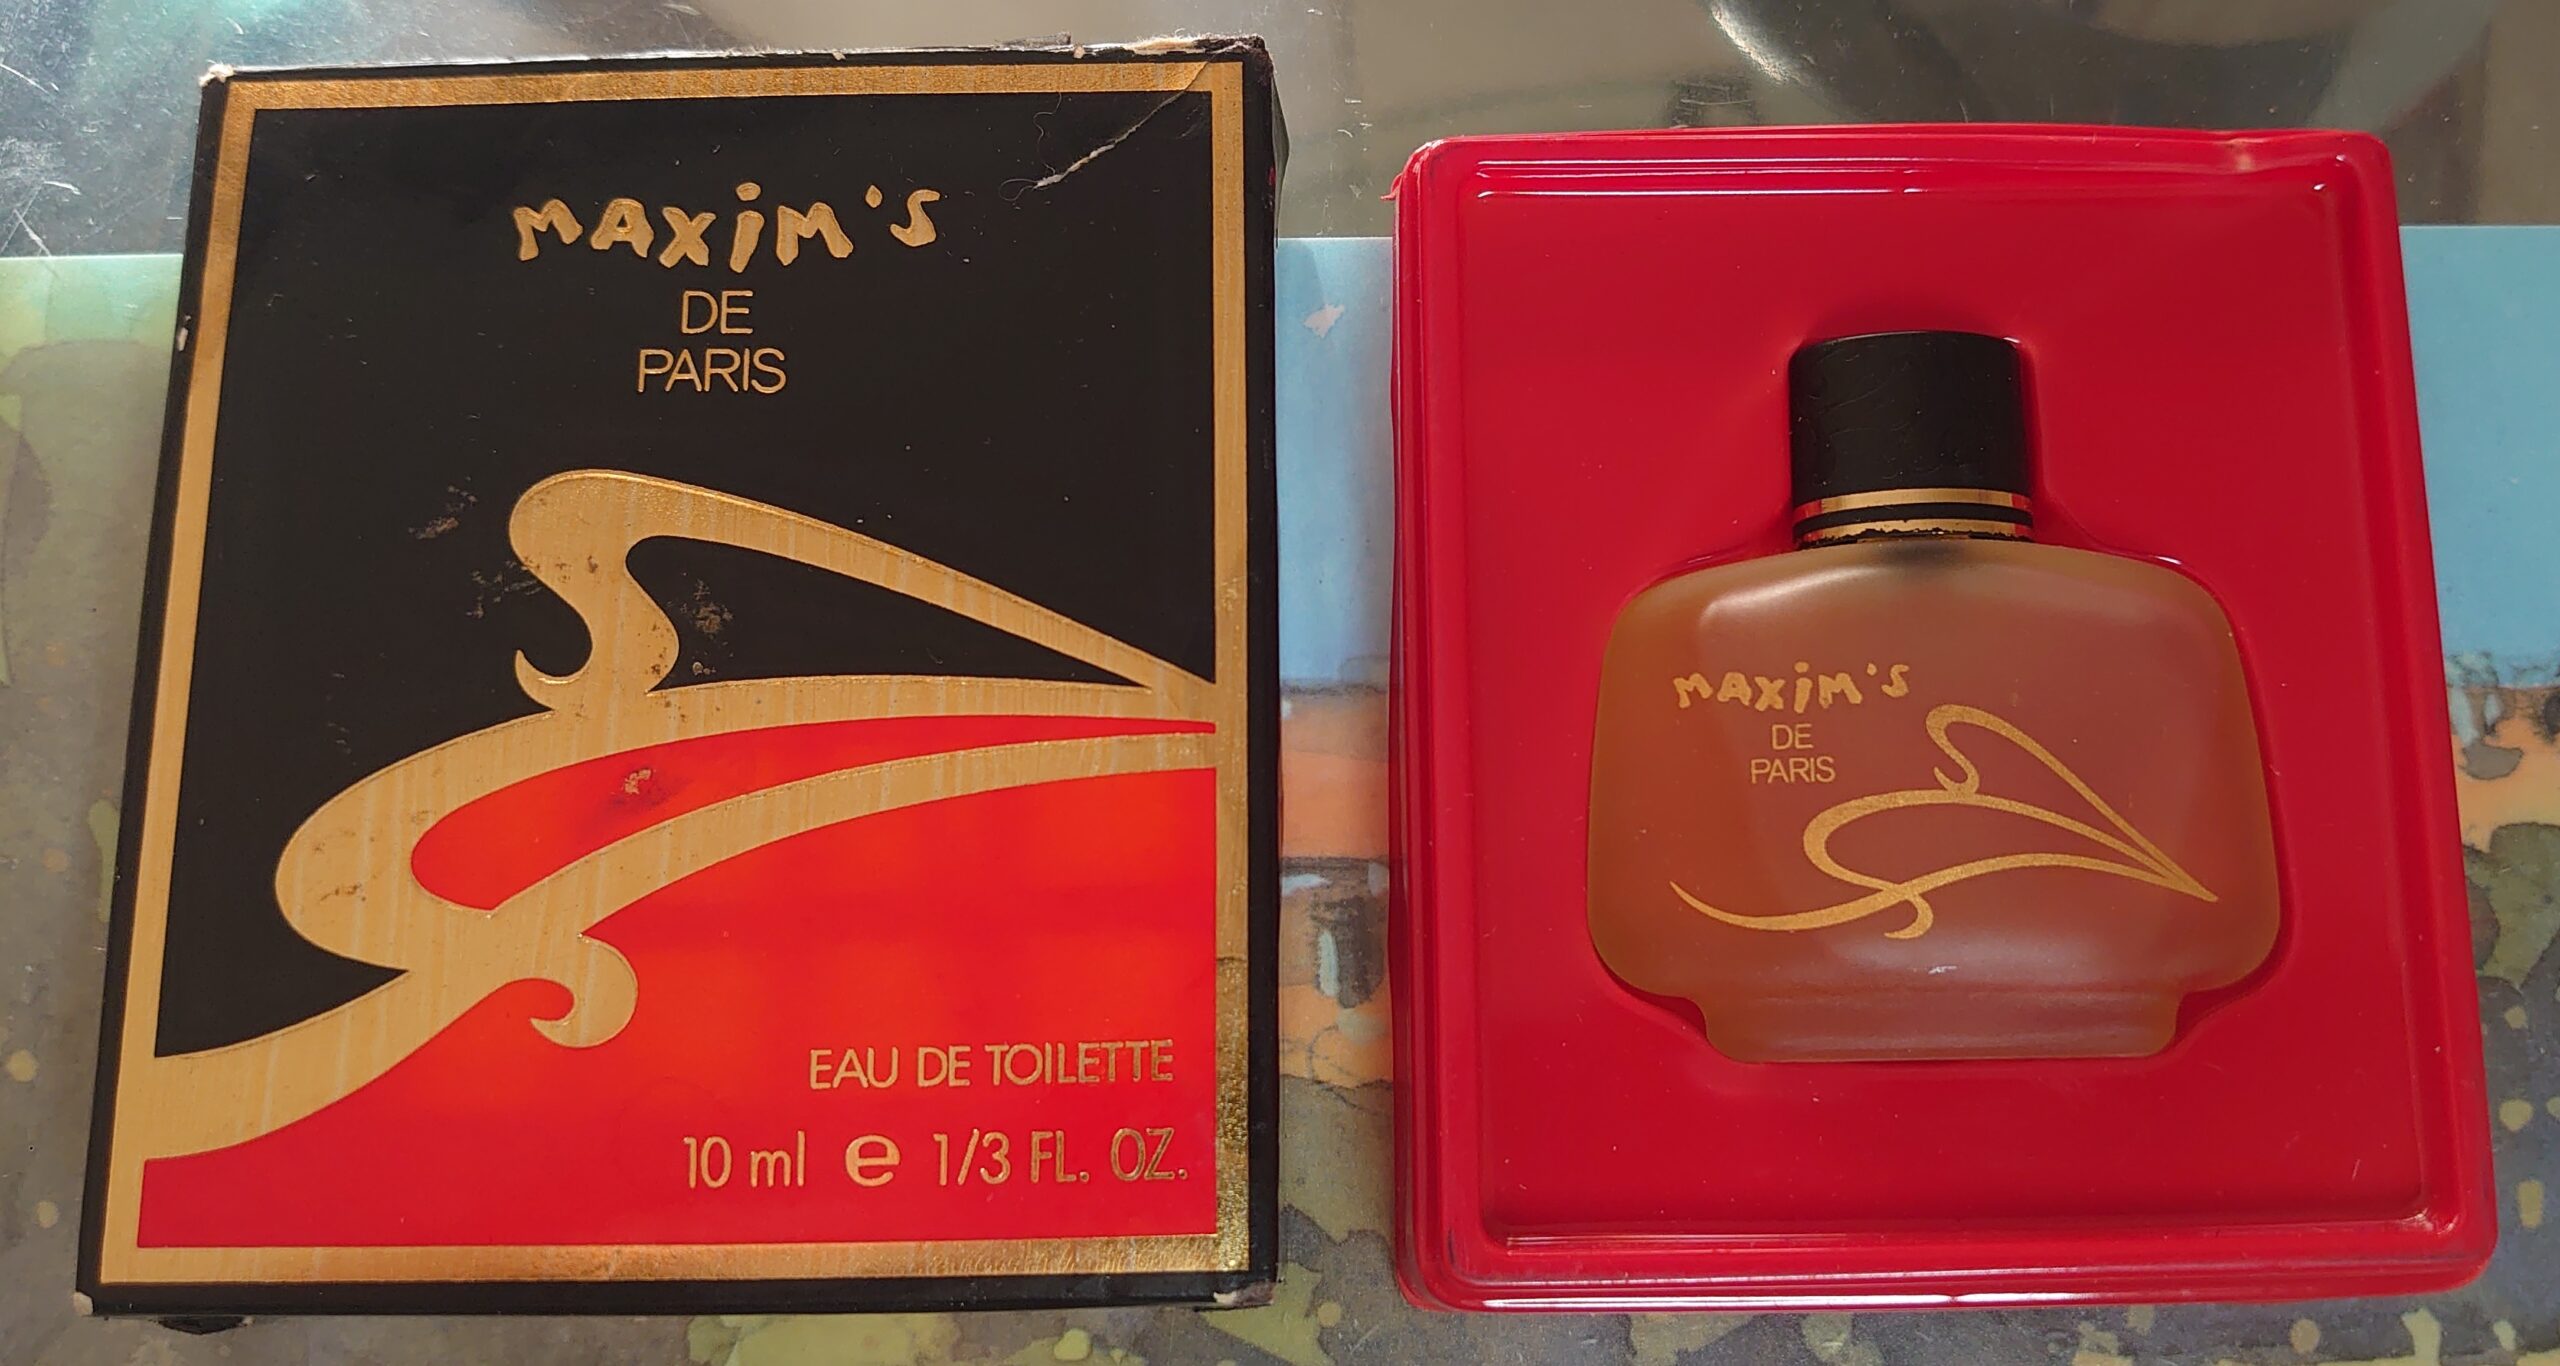 MAXiM'S
DE
PARIS
EAU DE TOILETTE
10 ml e 1/3 FL. OZ.
MAXiM'S
DE
PARIS